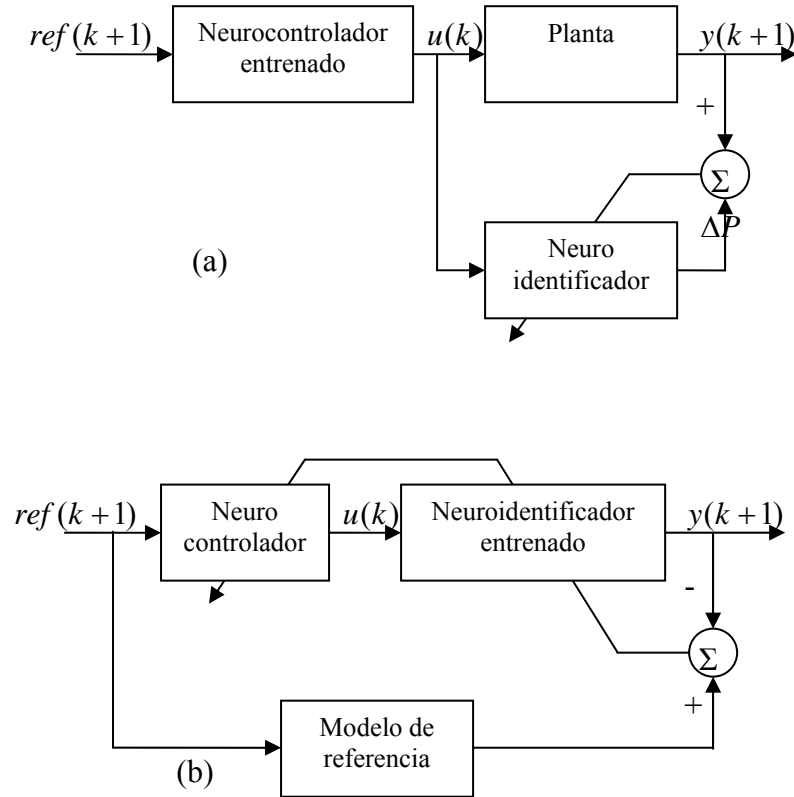 ref(k+1)
Neurocontrolador
entrenado
u(k)
Planta
y(k+1)
+
Σ
ΔP
Neuro
identificador
(a)
ref(k+1)
Neuro
controlador
u(k)
Neuroidentificador
entrenado
y(k+1)
-
Σ
+
Modelo de
referencia
(b)